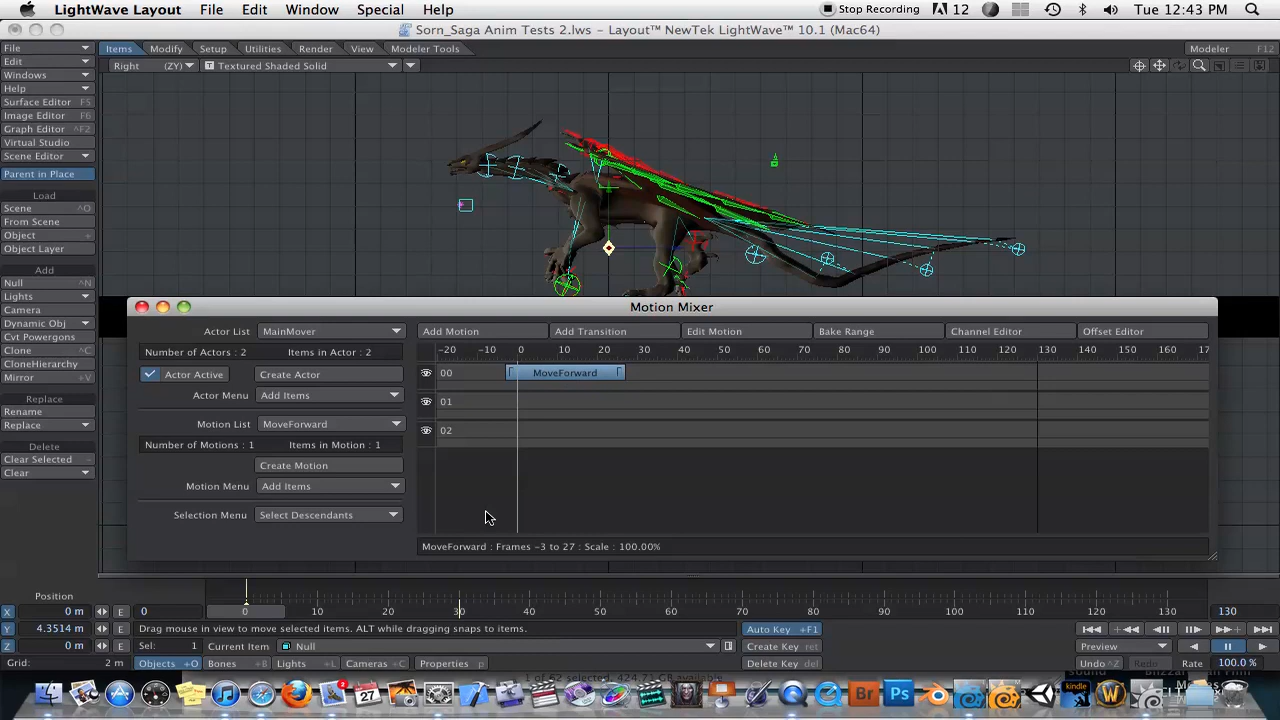 LightWave Layout File Edit Window Special Help Stop Recording 12 Tue 12:43 PM
Sorn_Saga Anim Tests 2.lws - Layout™ NewTek LightWave™ 10.1 (Mac64)
File Items Modify Setup Utilities Render View Modeler Tools Modeler F12
Edit Right (ZY) T Textured Shaded Solid
Windows
Help
Surface Editor F5
Image Editor F6
Graph Editor ^F2
Virtual Studio
Scene Editor
Parent in Place
Load
Scene ^O
From Scene
Object +
Object Layer
Add
Null ^N
Lights
Camera
Dynamic Obj
Cvt Powergons
Clone ^C
CloneHierarchy
Mirror ^V
Replace
Rename
Replace
Delete
Clear Selected -
Clear
Motion Mixer
Actor List MainMover Add Motion Add Transition Edit Motion Bake Range Channel Editor Offset Editor
Number of Actors : 2 Items in Actor : 2 -20 -10 0 10 20 30 40 50 60 70 80 90 100 110 120 130 140 150 160 17
Actor Active Create Actor 00 MoveForward
Actor Menu Add Items 01
Motion List MoveForward 02
Number of Motions : 1 Items in Motion : 1
Create Motion
Motion Menu Add Items
Selection Menu Select Descendants
MoveForward : Frames -3 to 27 : Scale : 100.00%
Position
X 0 m E 0 0 10 20 30 40 50 60 70 80 90 100 110 120 130 130
Y 4.3514 m E Drag mouse in view to move selected items. ALT while dragging snaps to items. Auto Key +F1
Z 0 m E Sel: 1 Current Item Null Create Key ret Preview
Grid: 2 m Objects +O Bones +B Lights +L Cameras +C Properties p Delete Key del Undo ^Z Redo Rate 100.0 %
27 2 Br Ps kindle W